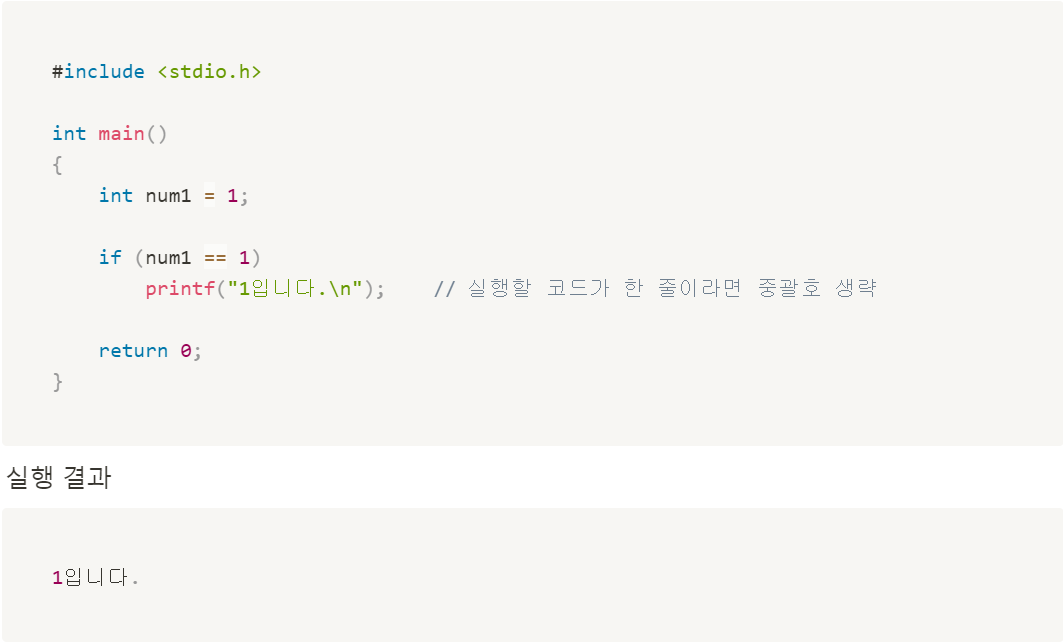 #include <stdio.h>
int main()
{
    int num1 = 1;
    if (num1 == 1)
        printf("1입니다.\n");    // 실행할 코드가 한 줄이라면 중괄호 생략
    return 0;
}
실행 결과
1입니다.